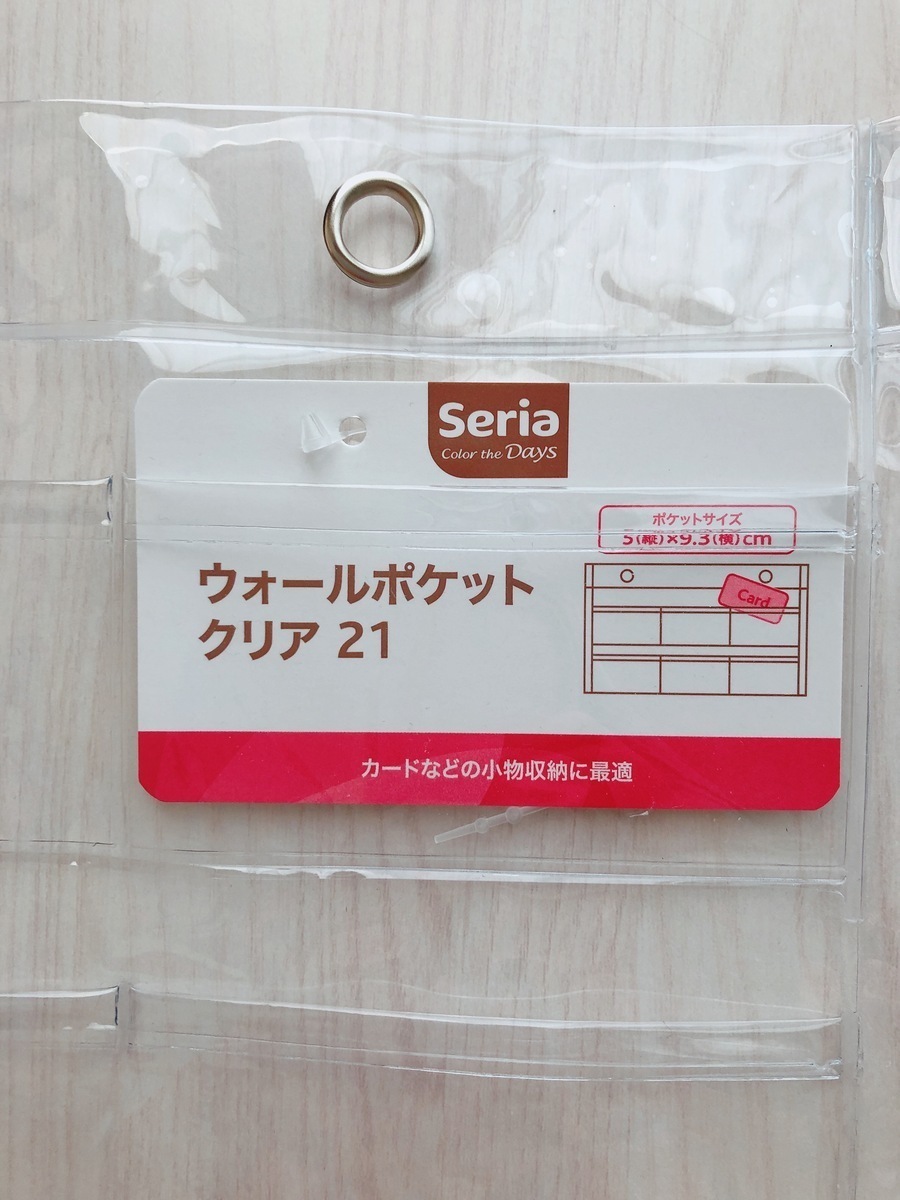 Seria
Color the Days
ポケットサイズ
5(縦)×9.3(横)cm
Card
ウォールポケット
クリア 21
カードなどの小物収納に最適